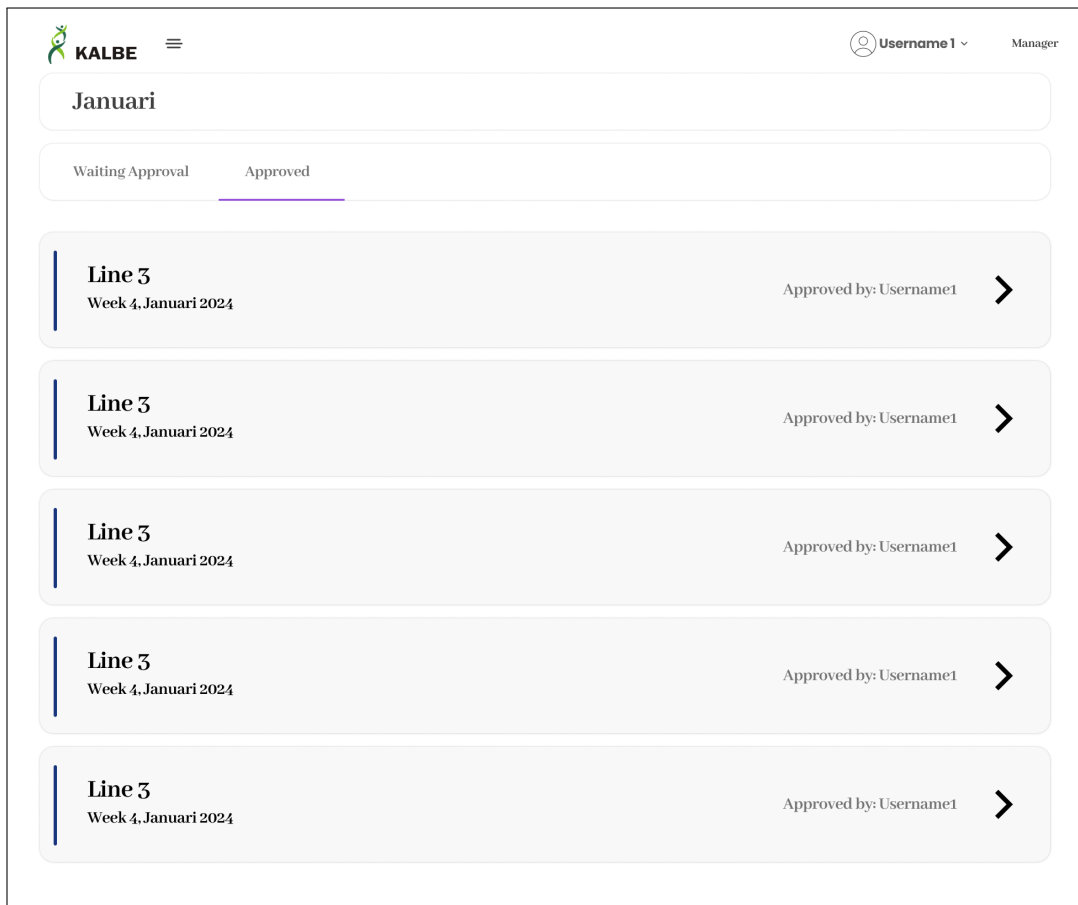 KALBE
Username 1
Manager
Januari
Waiting Approval
Approved
Line 3
Week 4, Januari 2024
Approved by: Username1
Line 3
Week 4, Januari 2024
Approved by: Username1
Line 3
Week 4, Januari 2024
Approved by: Username1
Line 3
Week 4, Januari 2024
Approved by: Username1
Line 3
Week 4, Januari 2024
Approved by: Username1